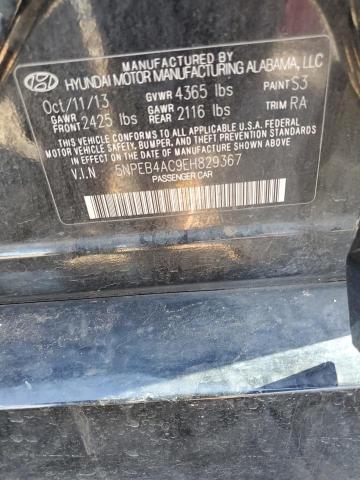 MANUFACTURED BY
HYUNDAI MOTOR MANUFACTURING ALABAMA, LLC
Oct/11/13 GVWR 4365 lbs PAINT S3
GAWR FRONT 2425 lbs GAWR REAR 2116 lbs TRIM RA
THIS VEHICLE CONFORMS TO ALL APPLICABLE FEDERAL
MOTOR VEHICLE SAFETY, BUMPER, AND THEFT PREVENTION
STANDARDS IN EFFECT ON THE DATE OF MANUFACTURE SHOWN ABOVE.
V.I.N 5NPEB4AC9EH829367
PASSENGER CAR